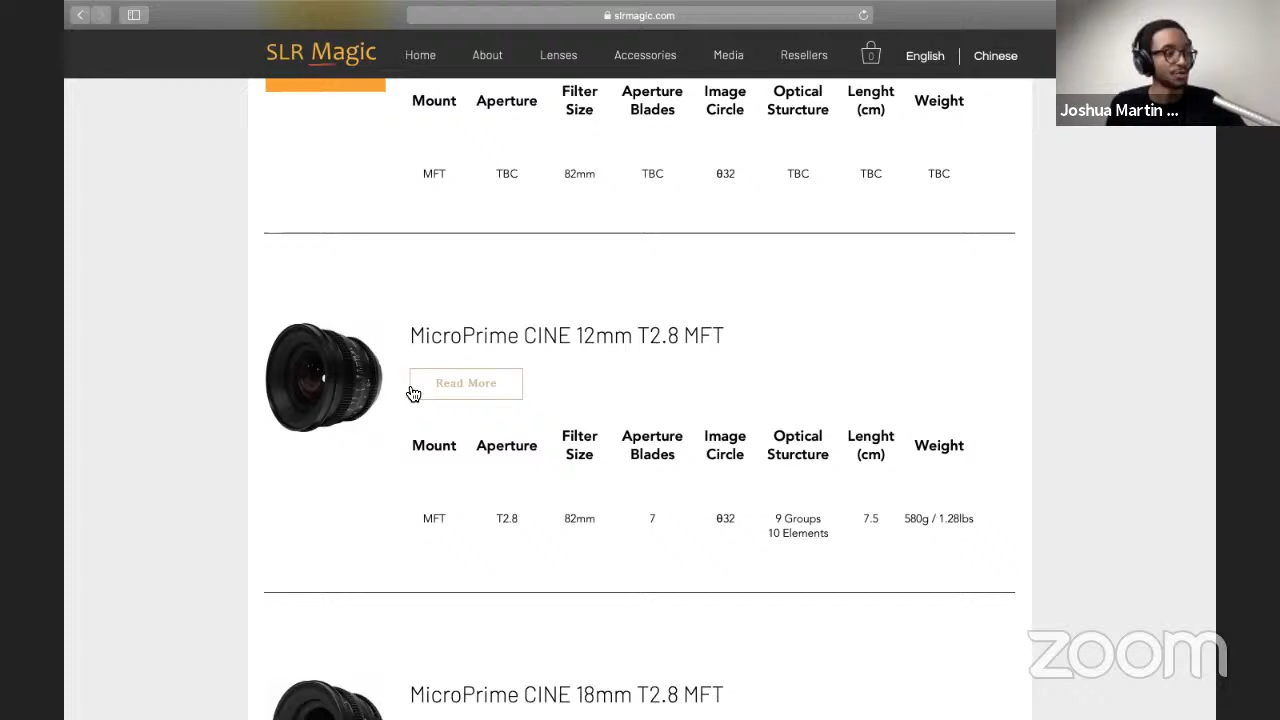 slrmagic.com
SLR Magic
Home About Lenses Accessories Media Resellers 0 English Chinese
Joshua Martin ...
Mount Aperture Filter Size Aperture Blades Image Circle Optical Sturcture Lenght (cm) Weight
MFT TBC 82mm TBC θ32 TBC TBC TBC
MicroPrime CINE 12mm T2.8 MFT
Read More
Mount Aperture Filter Size Aperture Blades Image Circle Optical Sturcture Lenght (cm) Weight
MFT T2.8 82mm 7 θ32 9 Groups 10 Elements 7.5 580g / 1.28lbs
zoom
MicroPrime CINE 18mm T2.8 MFT